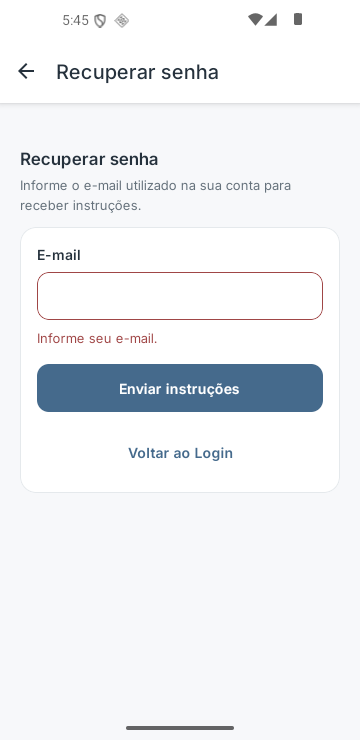 5:45
Recuperar senha
Recuperar senha
Informe o e-mail utilizado na sua conta para
receber instruções.
E-mail
Informe seu e-mail.
Enviar instruções
Voltar ao Login